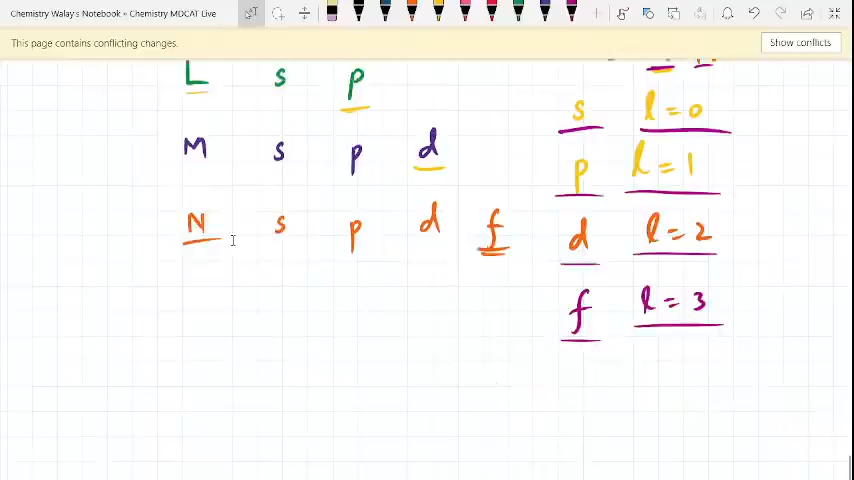 Chemistry Walay's Notebook » Chemistry MDCAT Live
This page contains conflicting changes.
Show conflicts
L s p
M s p d
N s p d f
s l = 0
p l = 1
d l = 2
f l = 3